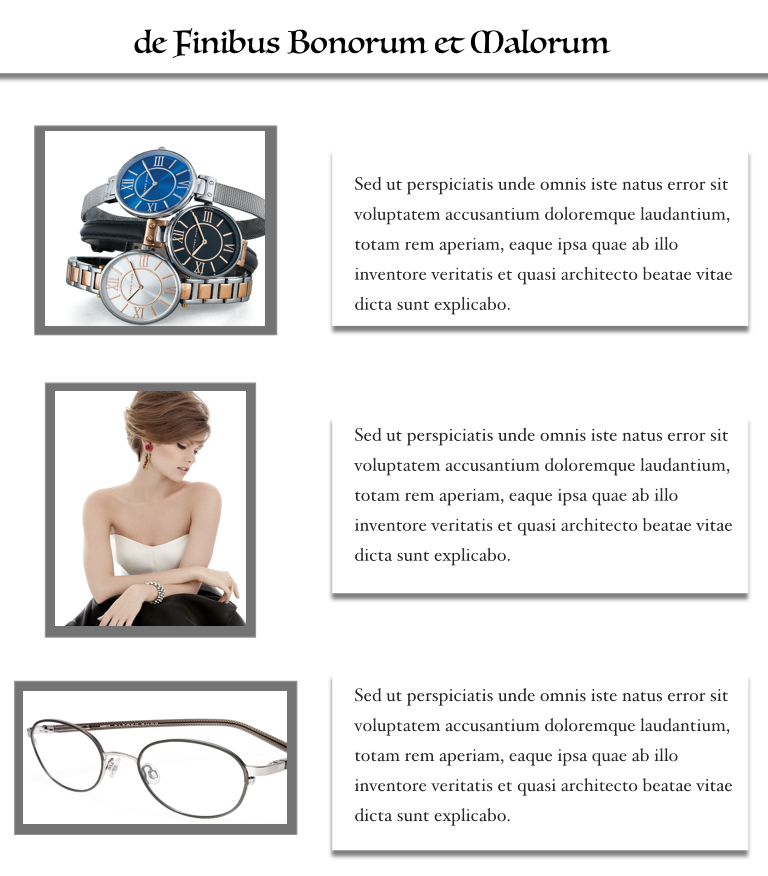 de Finibus Bonorum et Malorum
Sed ut perspiciatis unde omnis iste natus error sit
voluptatem accusantium doloremque laudantium,
totam rem aperiam, eaque ipsa quae ab illo
inventore veritatis et quasi architecto beatae vitae
dicta sunt explicabo.
Sed ut perspiciatis unde omnis iste natus error sit
voluptatem accusantium doloremque laudantium,
totam rem aperiam, eaque ipsa quae ab illo
inventore veritatis et quasi architecto beatae vitae
dicta sunt explicabo.
Sed ut perspiciatis unde omnis iste natus error sit
voluptatem accusantium doloremque laudantium,
totam rem aperiam, eaque ipsa quae ab illo
inventore veritatis et quasi architecto beatae vitae
dicta sunt explicabo.